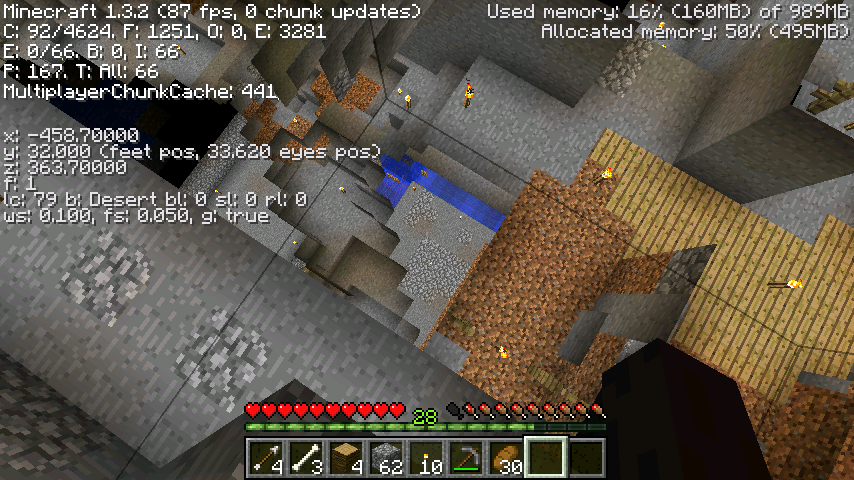 Minecraft 1.3.2 (87 fps, 0 chunk updates)
Used memory: 16% (160MB) of 989MB
C: 92/4624, F: 1251, O: 0, E: 3281
Allocated memory: 50% (495MB)
E: 0/66. B: 0, I: 66
P: 167. T: All: 66
MultiplayerChunkCache: 441
x: -458.70000
y: 32.000 (feet pos, 33.620 eyes pos)
z: 363.70000
f: 1
lc: 79 b: Desert bl: 0 sl: 0 rl: 0
ws: 0.100, fs: 0.050, g: true
28
4 3 4 62 10 30